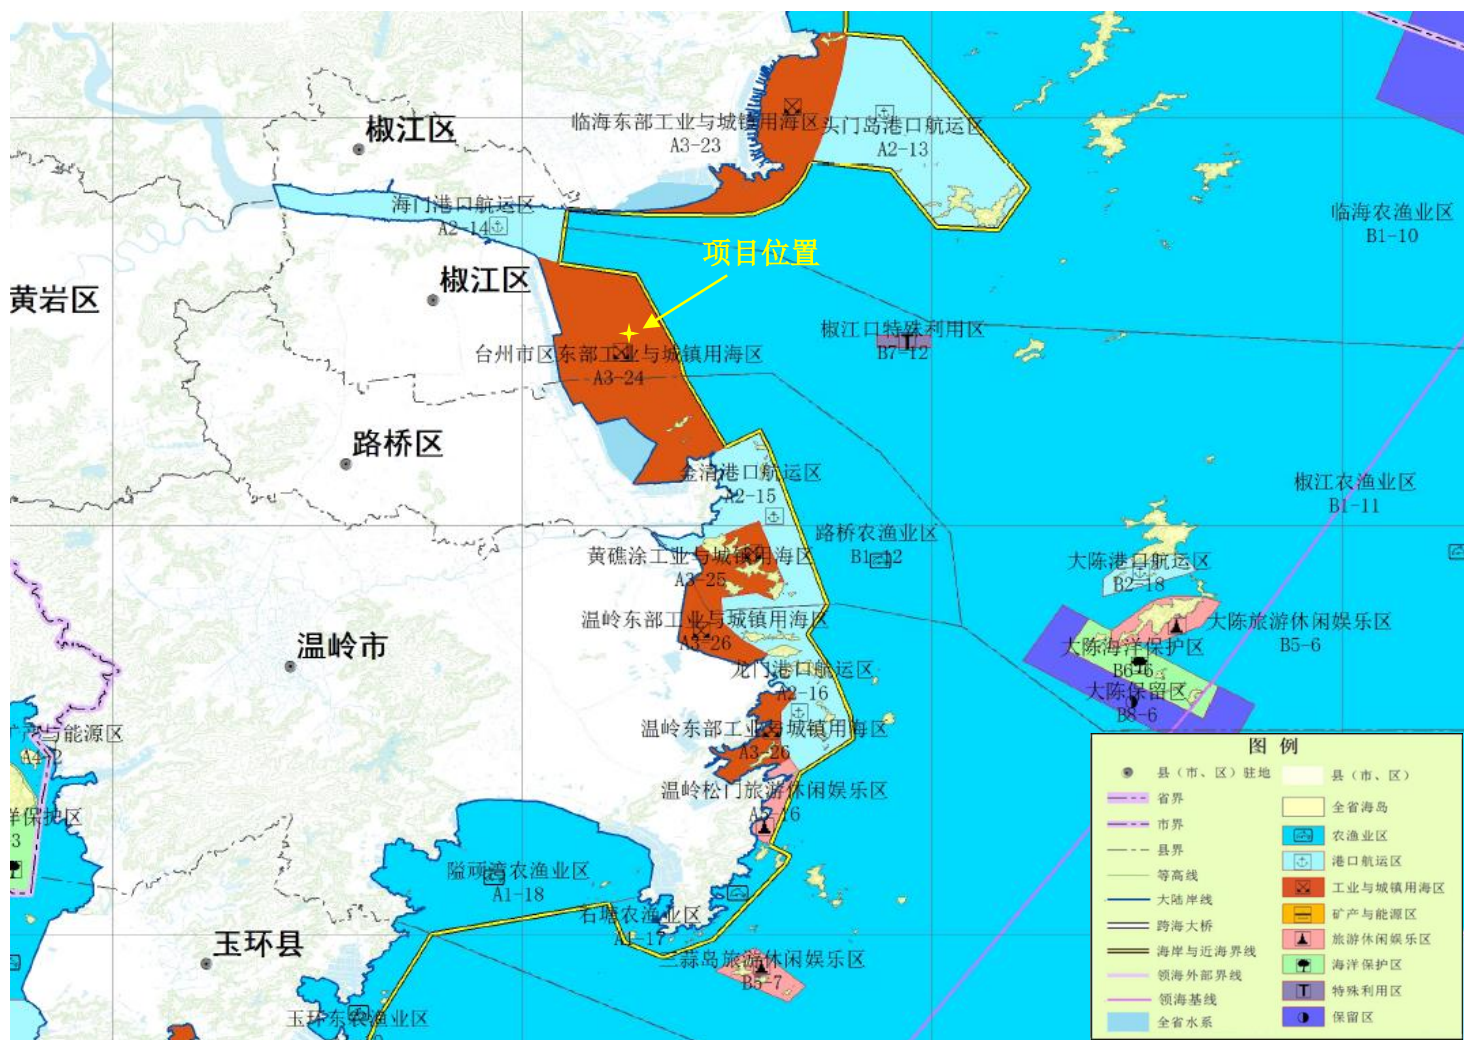 椒江区
临海东部工业与城镇用海区
A3-23
头门岛港口航运区
A2-13
海门港口航运区
A2-14
临海农渔业区
B1-10
项目位置
椒江区
黄岩区
椒江口特殊利用区
B7-12
台州市区东部工业与城镇用海区
A3-24
路桥区
金清港口航运区
A2-15
椒江农渔业区
B1-11
路桥农渔业区
B1-12
黄礁涂工业与城镇用海区
A3-25
大陈港口航运区
B2-18
温岭东部工业与城镇用海区
A3-26
大陈旅游休闲娱乐区
B5-6
温岭市
大陈海洋保护区
B6-6
龙门港口航运区
A2-16
大陈保留区
B8-6
温岭东部工业与城镇用海区
A3-26
产与能源区
A4-2
温岭松门旅游休闲娱乐区
A5-16
洋保护区
3
隘顽湾农渔业区
A1-18
石塘农渔业区
A1-17
玉环县
三蒜岛旅游休闲娱乐区
B5-7
玉环东农渔业区
图 例
县（市、区）驻地
县（市、区）
省界
全省海岛
市界
农渔业区
县界
港口航运区
等高线
工业与城镇用海区
大陆岸线
矿产与能源区
跨海大桥
旅游休闲娱乐区
海岸与近海界线
海洋保护区
领海外部界线
特殊利用区
领海基线
保留区
全省水系